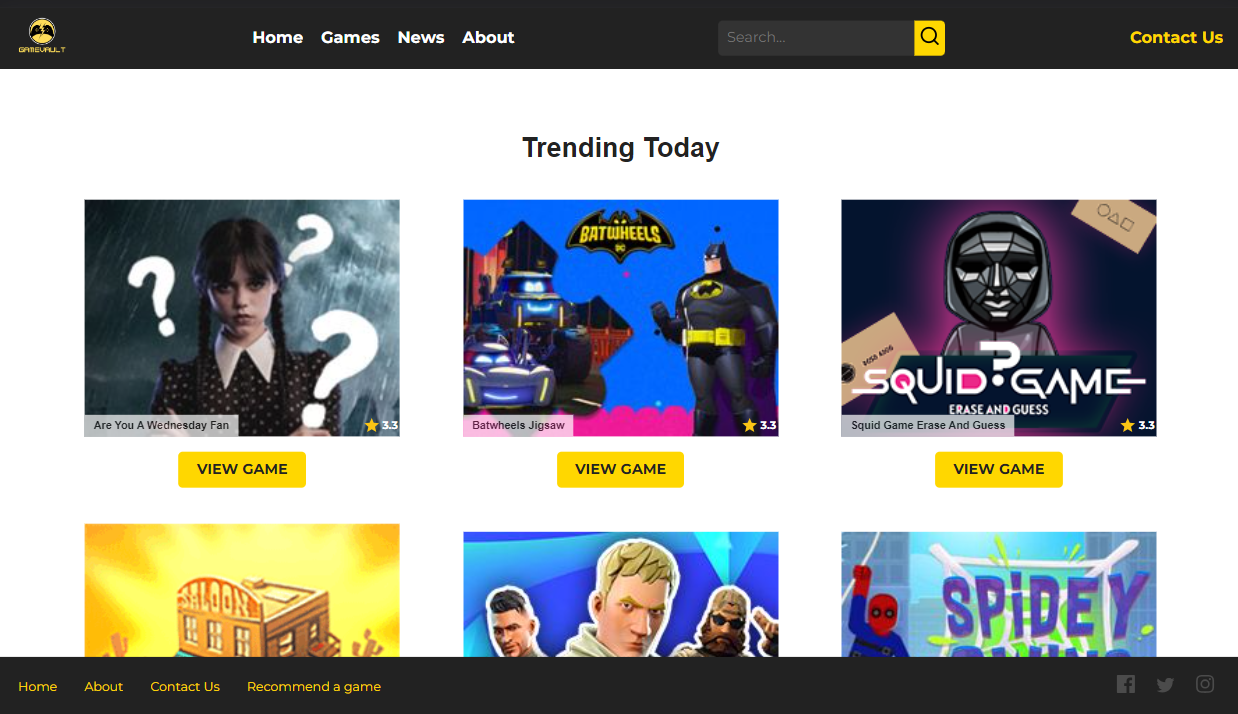 GAMEVAULT
Home Games News About
Search...
Contact Us
Trending Today
BATWHEELS
DC
SQUID GAME
ERASE AND GUESS
Are You A Wednesday Fan
3.3
Batwheels Jigsaw
3.3
Squid Game Erase And Guess
3.3
VIEW GAME
VIEW GAME
VIEW GAME
SALOON
SPiDEY
Home About Contact Us Recommend a game